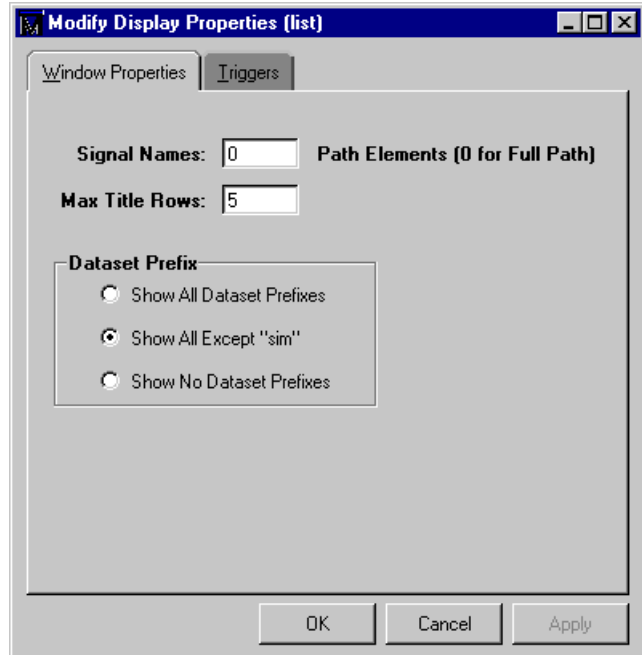 Modify Display Properties (list)
Window Properties Triggers
Signal Names: 0 Path Elements (0 for Full Path)
Max Title Rows: 5
Dataset Prefix
Show All Dataset Prefixes
Show All Except "sim"
Show No Dataset Prefixes
OK Cancel Apply